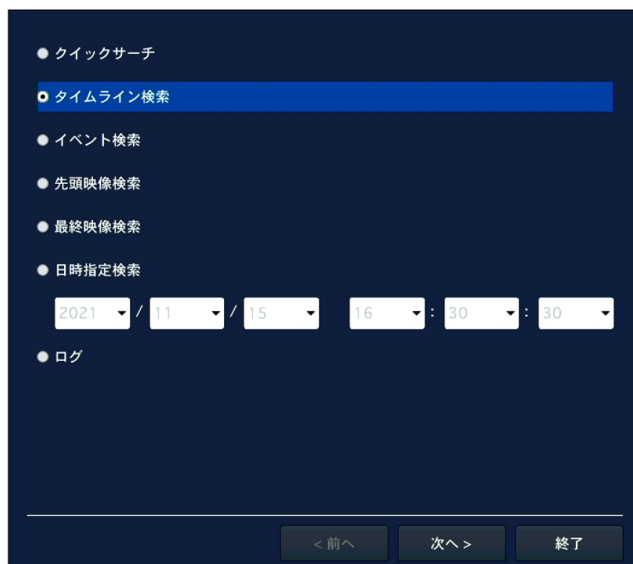 クイックサーチ
タイムライン検索
イベント検索
先頭映像検索
最終映像検索
日時指定検索
2021 / 11 / 15 16 : 30 : 30
ログ
< 前へ 次へ > 終了